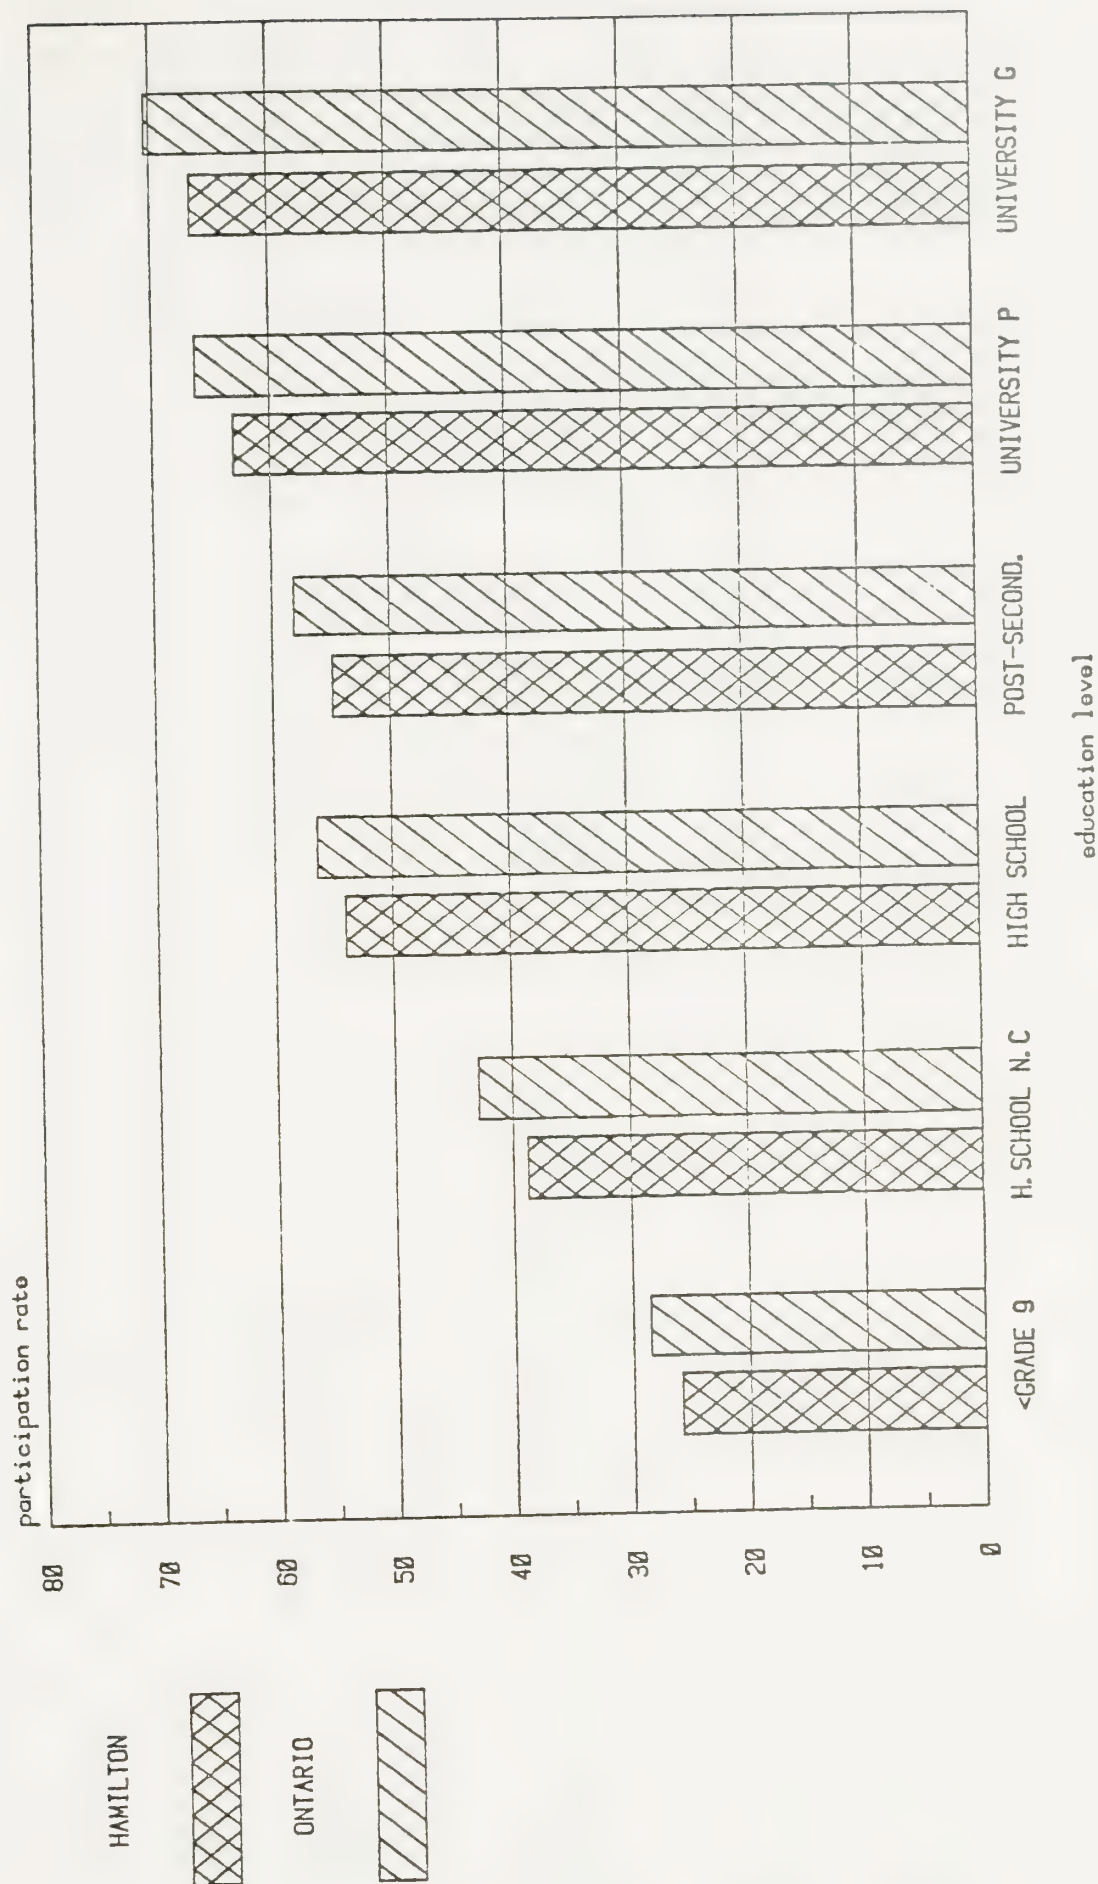 participation rate
80
70
60
50
40
30
20
10
0
<GRADE 9
H. SCHOOL N.C
HIGH SCHOOL
POST-SECOND.
UNIVERSITY P
UNIVERSITY G
education level
HAMILTON
ONTARIO